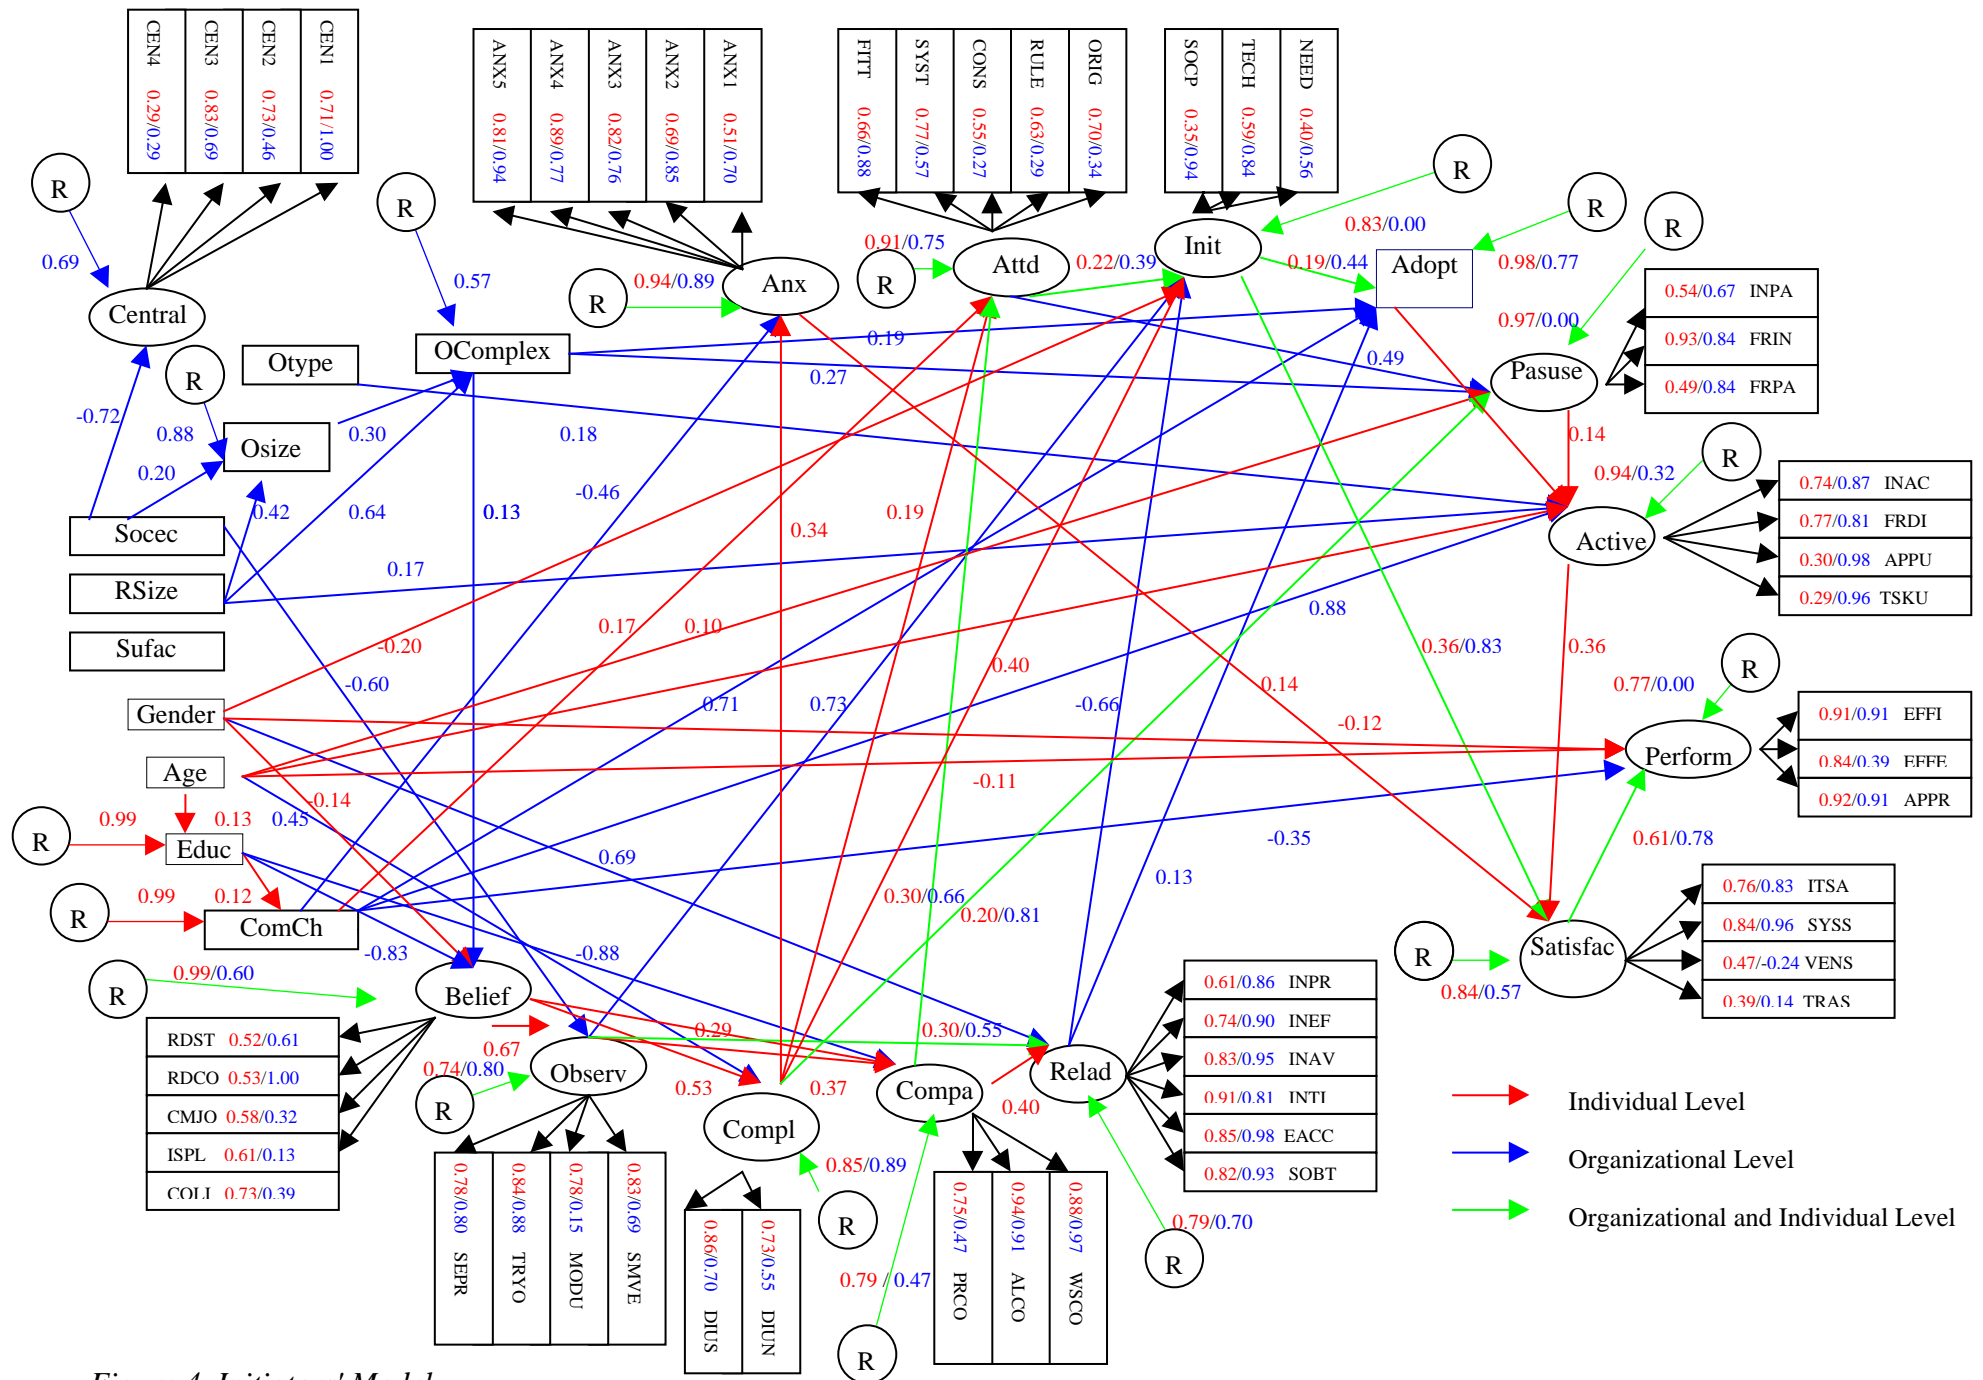 CEN4 0.29/0.29
CEN3 0.83/0.69
CEN2 0.73/0.46
CEN1 0.71/1.00
ANX5 0.81/0.94
ANX4 0.89/0.77
ANX3 0.82/0.76
ANX2 0.69/0.85
ANX1 0.51/0.70
FITT 0.66/0.88
SYST 0.77/0.57
CONS 0.55/0.27
RULE 0.63/0.29
ORIG 0.70/0.34
SOCP 0.35/0.94
TECH 0.59/0.84
NEED 0.40/0.56
R
R
R
R
R
R
R
0.69
0.57
0.94/0.89
0.91/0.75
0.22/0.39
0.83/0.00
0.19/0.44
0.98/0.77
Central
OComplex
Anx
Attd
Init
Adopt
0.54/0.67 INPA
0.93/0.84 FRIN
0.49/0.84 FRPA
0.97/0.00
Pasuse
Otype
R
0.19
0.27
0.49
-0.72
0.88
0.30
0.18
0.14
Osize
0.20
0.94/0.32
R
0.74/0.87 INAC
0.77/0.81 FRDI
0.30/0.98 APPU
0.29/0.96 TSKU
Active
-0.46
0.42
0.64
0.13
0.34
0.19
Socec
RSize
Sufac
0.17
0.88
0.17
0.10
-0.20
0.40
0.36/0.83
0.36
-0.60
0.71
0.73
-0.66
0.14
-0.12
0.77/0.00
R
Gender
Perform
0.91/0.91 EFFI
0.84/0.39 EFFE
0.92/0.91 APPR
Age
-0.14
-0.11
0.99
0.13
0.45
R
Educ
0.69
-0.35
0.61/0.78
0.99
0.12
0.30/0.66
0.20/0.81
0.13
R
ComCh
-0.83
-0.88
0.76/0.83 ITSA
0.84/0.96 SYSS
0.47/-0.24 VENS
0.39/0.14 TRAS
R
Satisfac
0.84/0.57
0.99/0.60
R
Belief
0.61/0.86 INPR
0.74/0.90 INEF
0.83/0.95 INAV
0.91/0.81 INTI
0.85/0.98 EACC
0.82/0.93 SOBT
RDST 0.52/0.61
RDCO 0.53/1.00
CMJO 0.58/0.32
ISPL 0.61/0.13
COLI 0.73/0.39
0.67
0.29
0.30/0.55
0.74/0.80
R
Observ
0.53
0.37
Compa
0.40
Relad
Compl
0.85/0.89
R
0.78/0.80 SEPR
0.84/0.88 TRYO
0.78/0.15 MODU
0.83/0.69 SMVE
0.86/0.70 DIUS
0.73/0.55 DIUN
0.75/0.47 PRCO
0.94/0.91 ALCO
0.88/0.97 WSCO
0.79/0.70
R
0.79 / 0.47
R
Individual Level
Organizational Level
Organizational and Individual Level